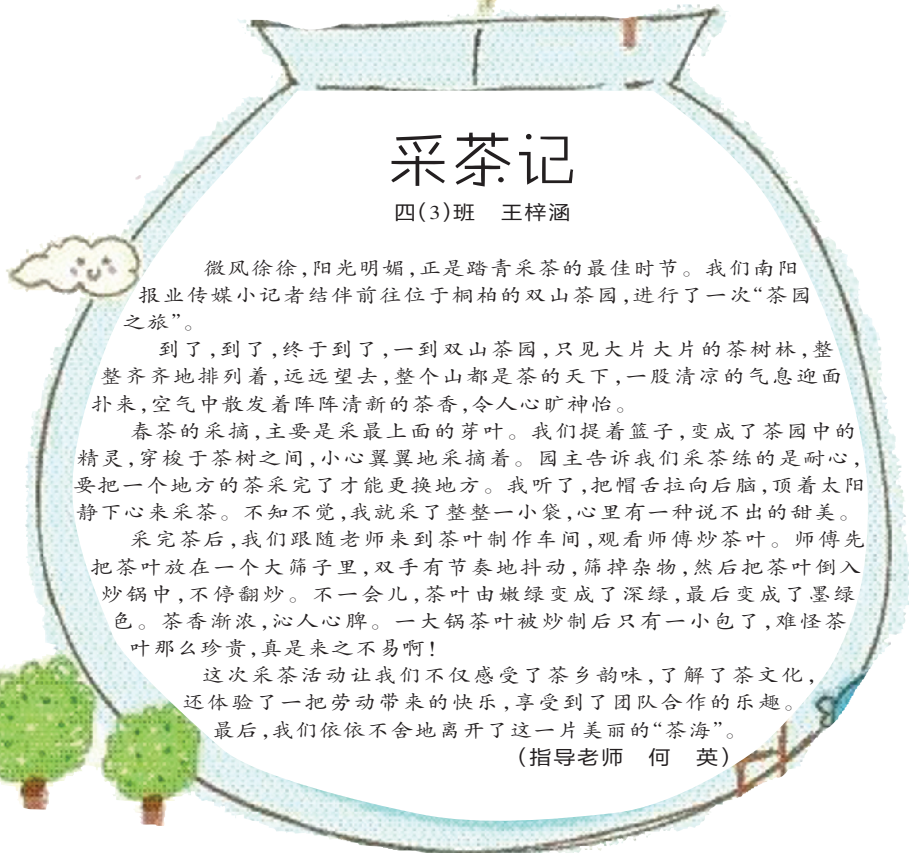 采茶记
四(3)班　王梓涵
微风徐徐,阳光明媚,正是踏青采茶的最佳时节。我们南阳
报业传媒小记者结伴前往位于桐柏的双山茶园,进行了一次“茶园
之旅”。
到了,到了,终于到了,一到双山茶园,只见大片大片的茶树林,整
整齐齐地排列着,远远望去,整个山都是茶的天下,一股清凉的气息迎面
扑来,空气中散发着阵阵清新的茶香,令人心旷神怡。
春茶的采摘,主要是采最上面的芽叶。我们提着篮子,变成了茶园中的
精灵,穿梭于茶树之间,小心翼翼地采摘着。园主告诉我们采茶练的是耐心,
要把一个地方的茶采完了才能更换地方。我听了,把帽舌拉向后脑,顶着太阳
静下心来采茶。不知不觉,我就采了整整一小袋,心里有一种说不出的甜美。
采完茶后,我们跟随老师来到茶叶制作车间,观看师傅炒茶叶。师傅先
把茶叶放在一个大筛子里,双手有节奏地抖动,筛掉杂物,然后把茶叶倒入
炒锅中,不停翻炒。不一会儿,茶叶由嫩绿变成了深绿,最后变成了墨绿
色。茶香渐浓,沁人心脾。一大锅茶叶被炒制后只有一小包了,难怪茶
叶那么珍贵,真是来之不易啊!
这次采茶活动让我们不仅感受了茶乡韵味,了解了茶文化,
还体验了一把劳动带来的快乐,享受到了团队合作的乐趣。
最后,我们依依不舍地离开了这一片美丽的“茶海”。
(指导老师　何　英)